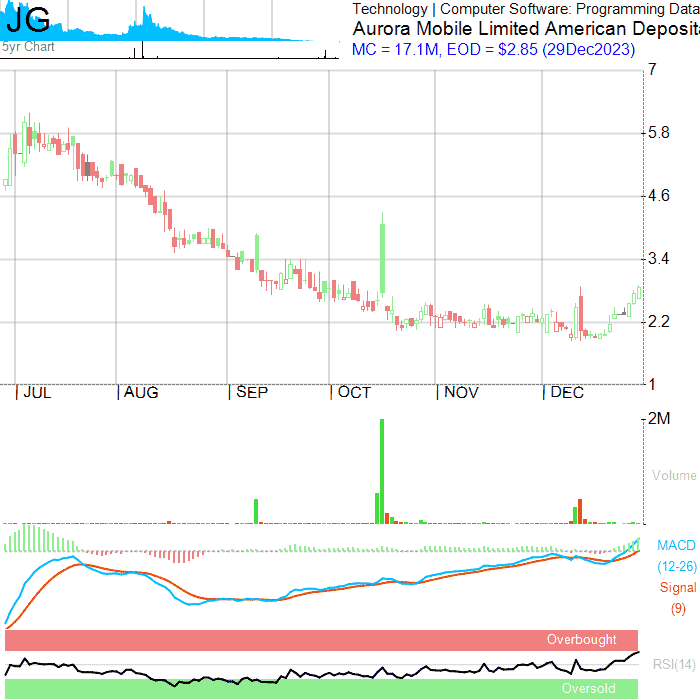 JG
5yr Chart
Technology | Computer Software: Programming Data
Aurora Mobile Limited American Deposit
MC = 17.1M, EOD = $2.85 (29Dec2023)
7
5.8
4.6
3.4
2.2
1
JUL AUG SEP OCT NOV DEC
2M
Volume
MACD
(12-26)
Signal
(9)
Overbought
RSI(14)
Oversold